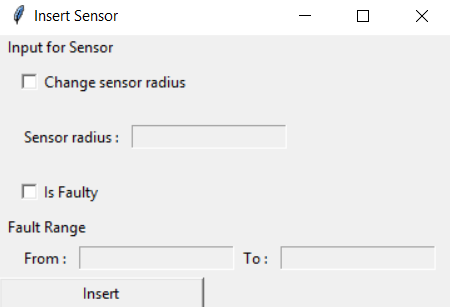 Insert Sensor
Input for Sensor
Change sensor radius
Sensor radius :
Is Faulty
Fault Range
From : To :
Insert